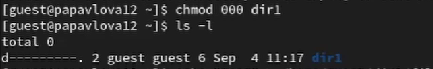 [guest@papavlova12 ~]$ chmod 000 dir1
[guest@papavlova12 ~]$ ls -l
total 0
d---------. 2 guest guest 6 Sep  4 11:17 dir1